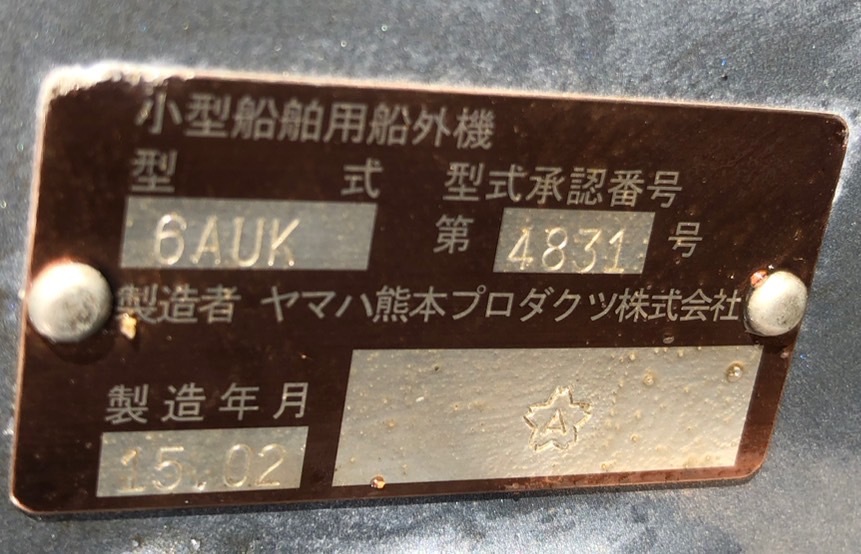 小型船舶用船外機
型式 型式承認番号
6AUK 第 4831 号
製造者 ヤマハ熊本プロダクツ株式会社
製造年月
15.02
A